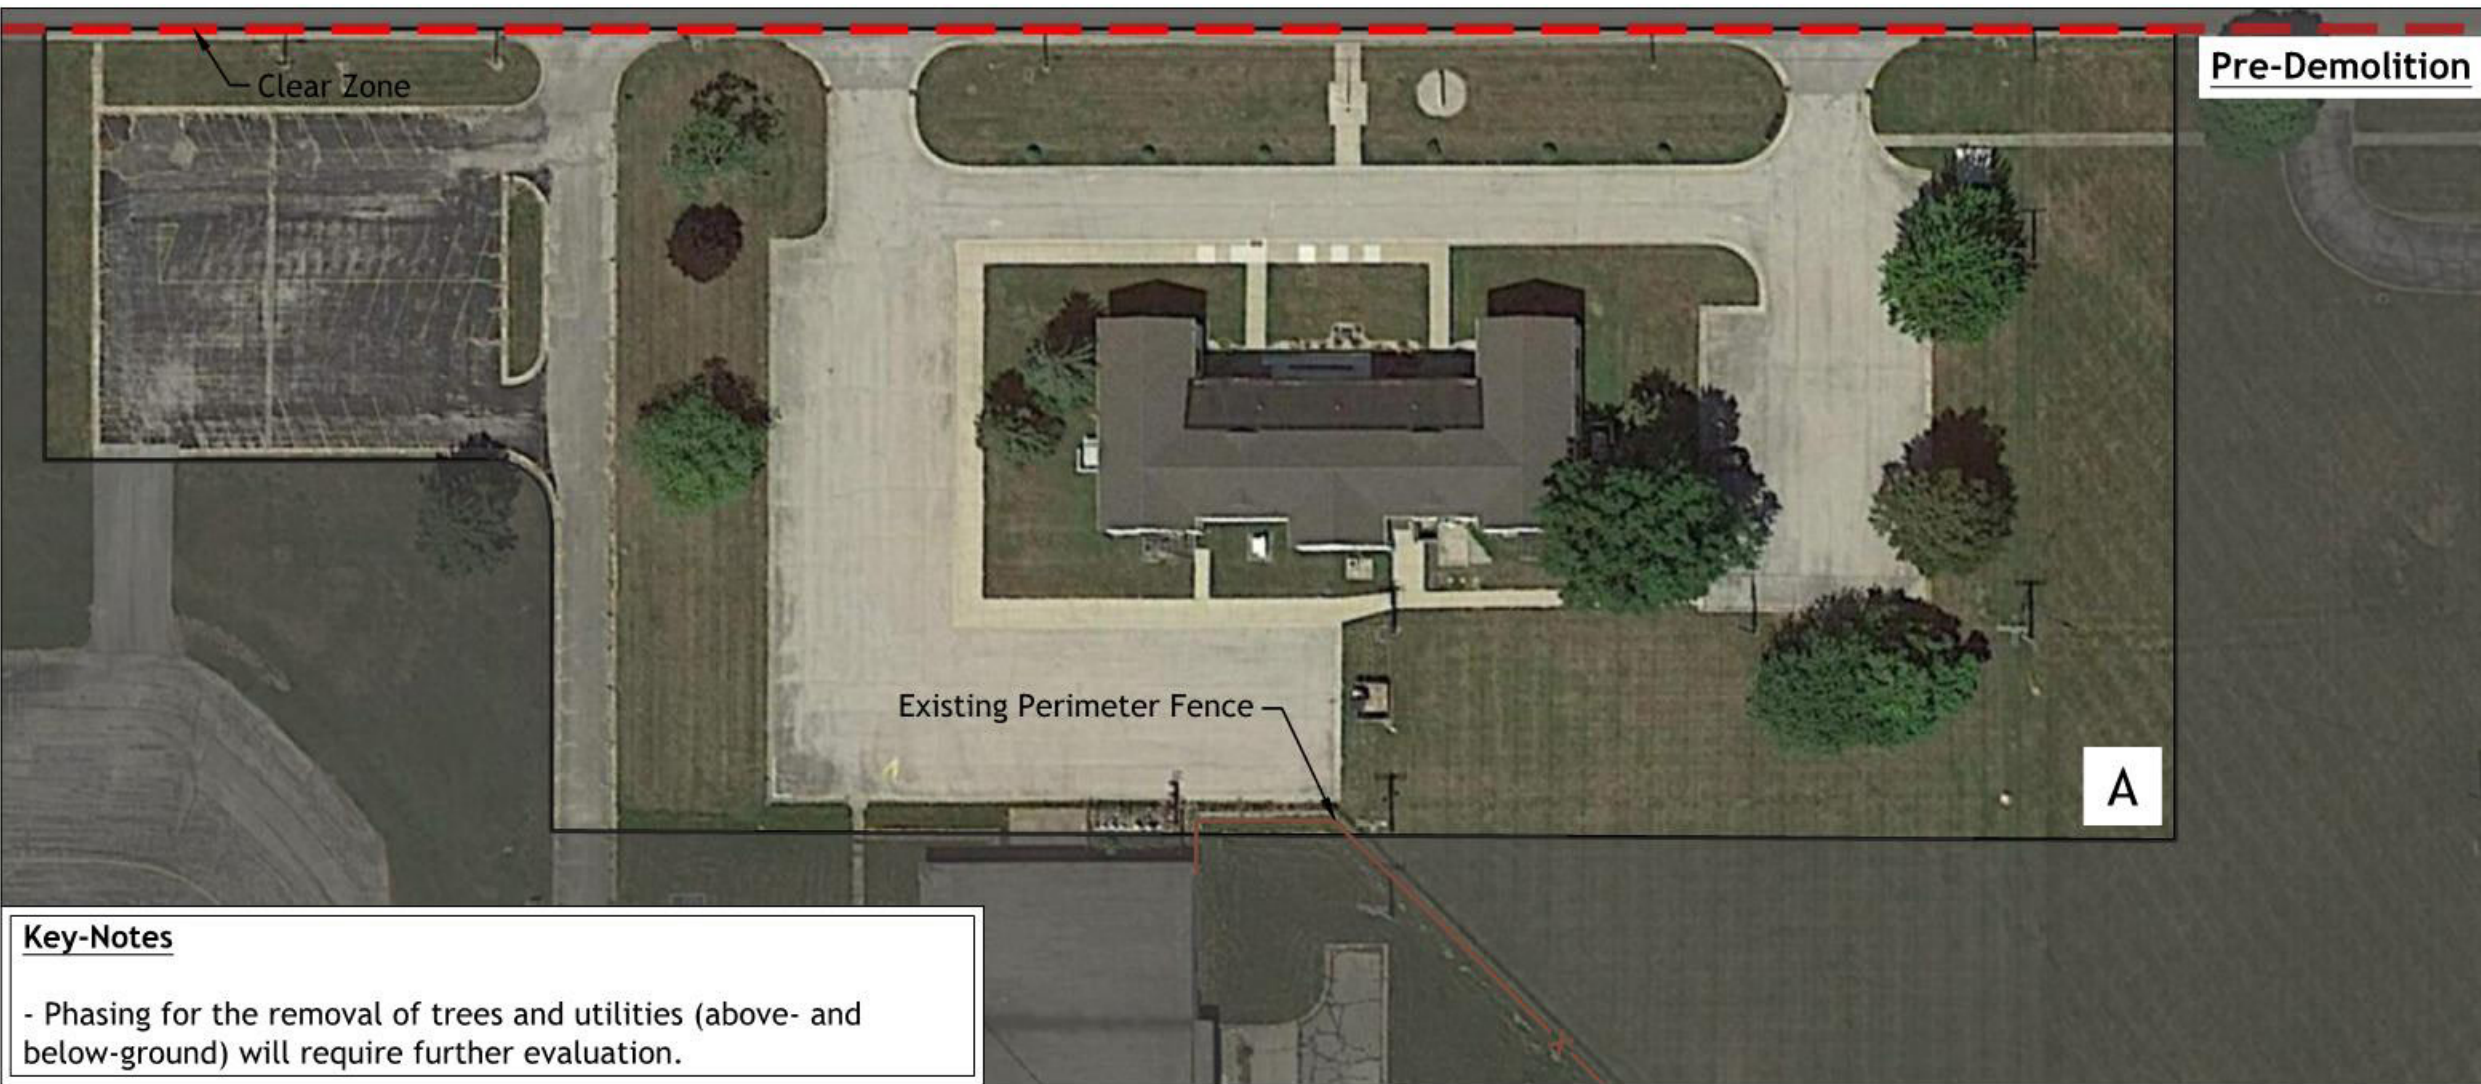 Pre-Demolition
Clear Zone
Existing Perimeter Fence
A
Key-Notes
- Phasing for the removal of trees and utilities (above- and
below-ground) will require further evaluation.
X